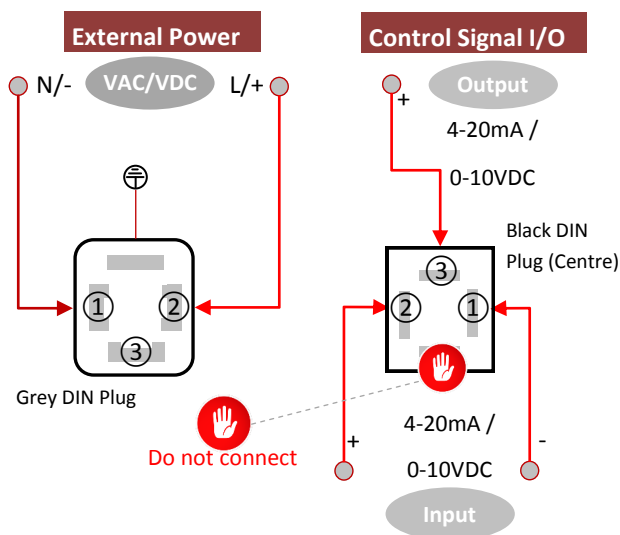 External Power
N/-
VAC/VDC
L/+
1
2
3
Grey DIN Plug
Do not connect
Control Signal I/O
Output
+
4-20mA /
0-10VDC
Black DIN
Plug (Centre)
3
2
1
+
4-20mA /
-
0-10VDC
Input